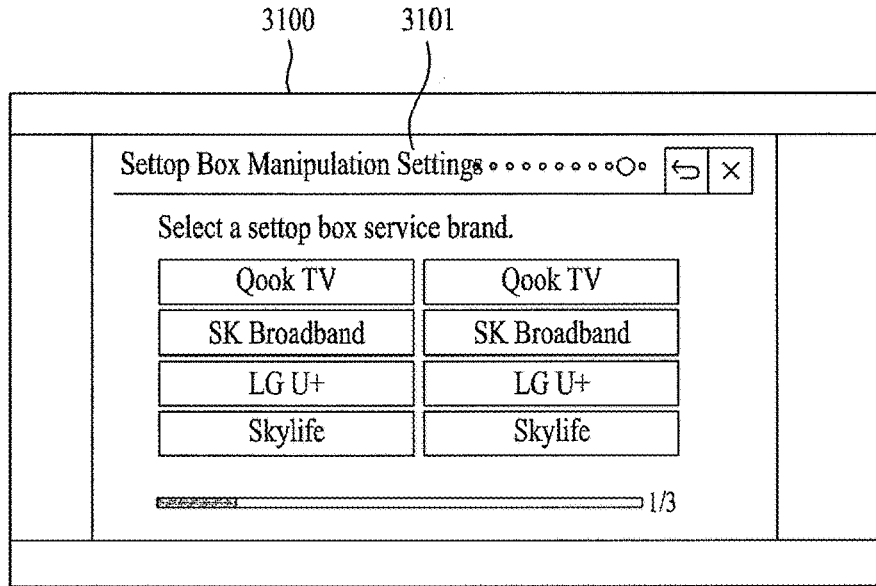 3100 3101
Settop Box Manipulation Settings
Select a settop box service brand.
Qook TV Qook TV
SK Broadband SK Broadband
LG U+ LG U+
Skylife Skylife
1/3